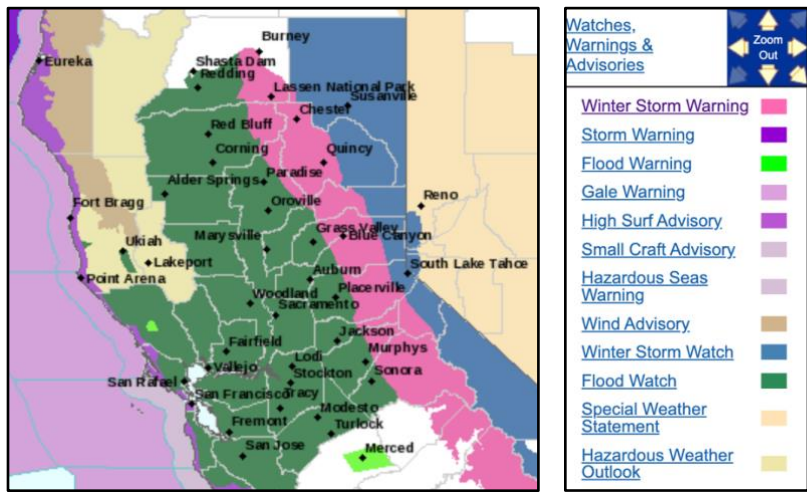 Burney
Eureka
Shasta Dam
Redding
Lassen National Park
Susanville
Chester
Red Bluff
Quincy
Corning
Paradise
Alder Springs
Reno
Fort Bragg
Oroville
Grass Valley
Marysville
Blue Canyon
Ukiah
Lakeport
Auburn
South Lake Tahoe
Point Arena
Placerville
Woodland
Sacramento
Jackson
Fairfield
Murphys
Lodi
Vallejo
Stockton
Sonora
San Rafael
San Francisco
Tracy
Modesto
Fremont
Turlock
San Jose
Merced
Watches,
Warnings &
Advisories
Zoom
Out
Winter Storm Warning
Storm Warning
Flood Warning
Gale Warning
High Surf Advisory
Small Craft Advisory
Hazardous Seas
Warning
Wind Advisory
Winter Storm Watch
Flood Watch
Special Weather
Statement
Hazardous Weather
Outlook